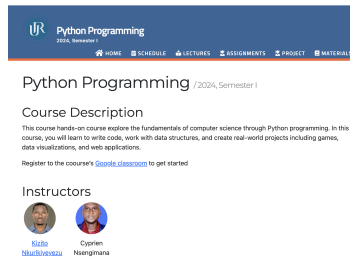 UR
Python Programming
2024, Semester I
HOME SCHEDULE LECTURES ASSIGNMENTS PROJECT MATERIALS
Python Programming / 2024, Semester I
Course Description
This course hands-on course explore the fundamentals of computer science through Python programming. In this
course, you will learn to write code, work with data structures, and create real-world projects including games,
data visualizations, and web applications.
Register to the coourse's Google classroom to get started
Instructors
Kizito
Nkurikiyeyezu
Cyprien
Nsengimana